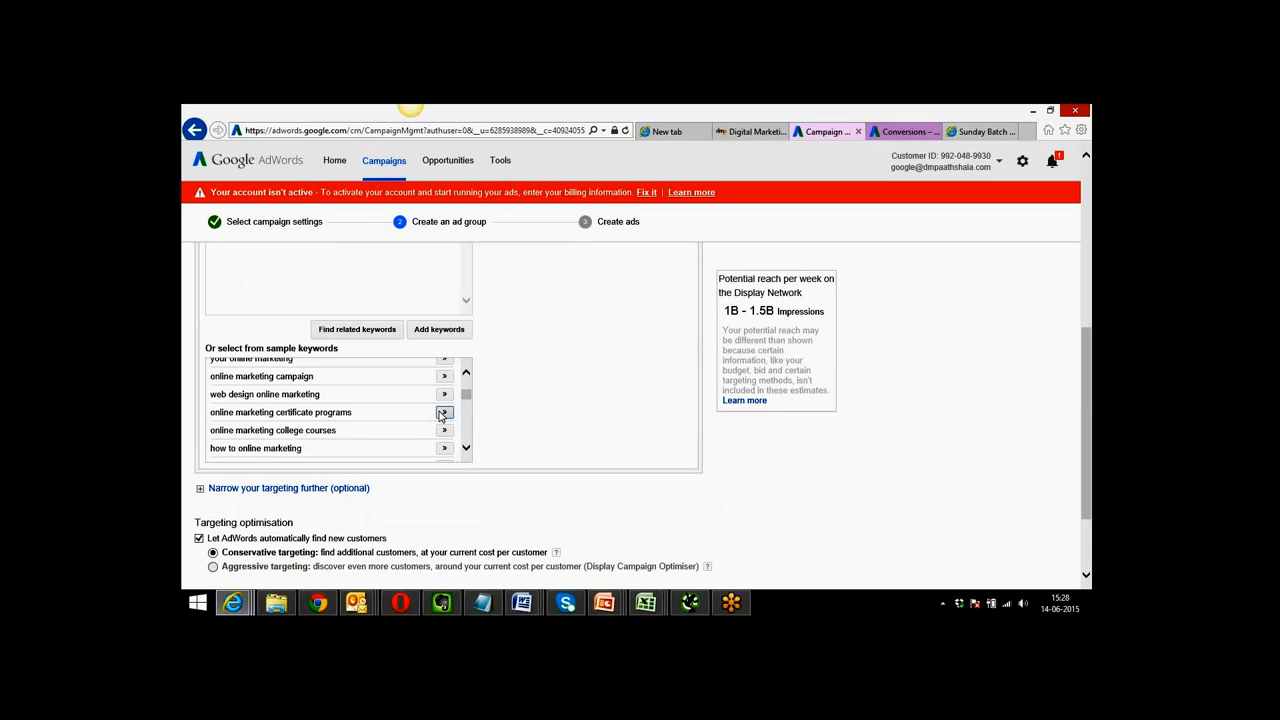 https://adwords.google.com/cm/CampaignMgmt?authuser=0&__u=6285938989&__c=40924055
New tab
Digital Marketi...
Campaign ...
Conversions – ...
Sunday Batch ...
Google AdWords
Home
Campaigns
Opportunities
Tools
Customer ID: 992-048-9930
google@dmpaathshala.com
!
Your account isn't active - To activate your account and start running your ads, enter your billing information. Fix it | Learn more
Select campaign settings
2 Create an ad group
3 Create ads
Find related keywords
Add keywords
Or select from sample keywords
your online marketing »
online marketing campaign »
web design online marketing »
online marketing certificate programs »
online marketing college courses »
how to online marketing »
Narrow your targeting further (optional)
Targeting optimisation
Let AdWords automatically find new customers
Conservative targeting: find additional customers, at your current cost per customer ?
Aggressive targeting: discover even more customers, around your current cost per customer (Display Campaign Optimiser) ?
Potential reach per week on
the Display Network
1B - 1.5B Impressions
Your potential reach may
be different than shown
because certain
information, like your
budget, bid and certain
targeting methods, isn't
included in these estimates.
Learn more
15:28
14-06-2015